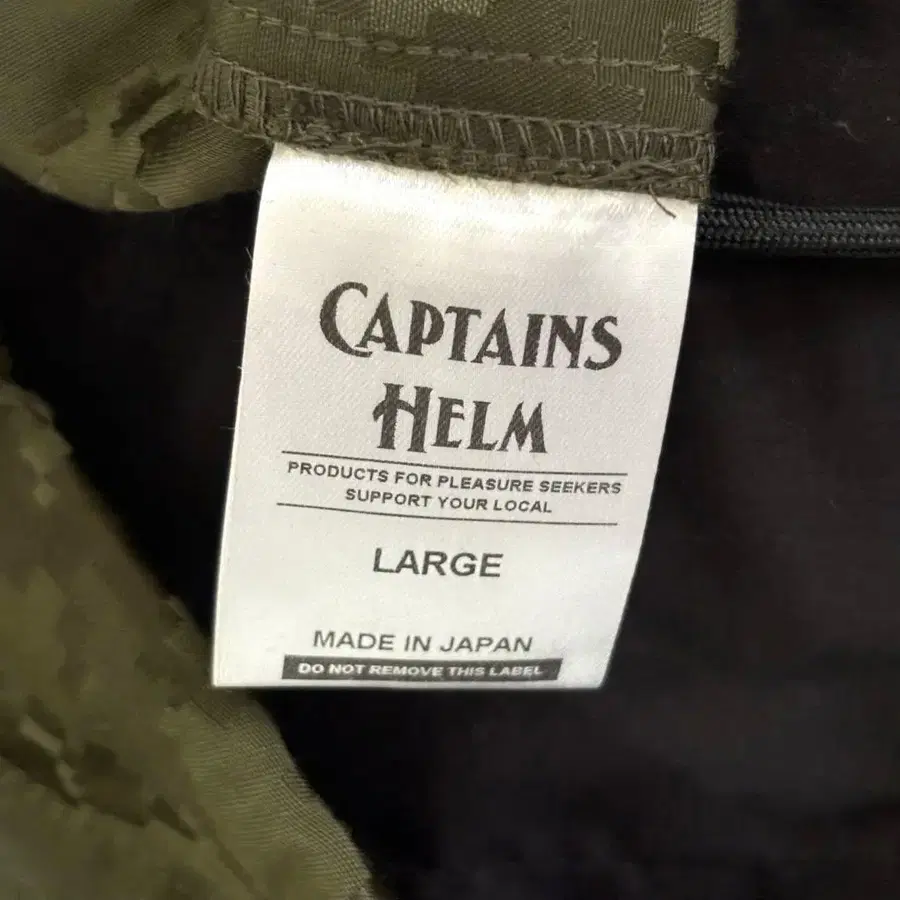 CAPTAINS
HELM
PRODUCTS FOR PLEASURE SEEKERS
SUPPORT YOUR LOCAL
LARGE
MADE IN JAPAN
DO NOT REMOVE THIS LABEL